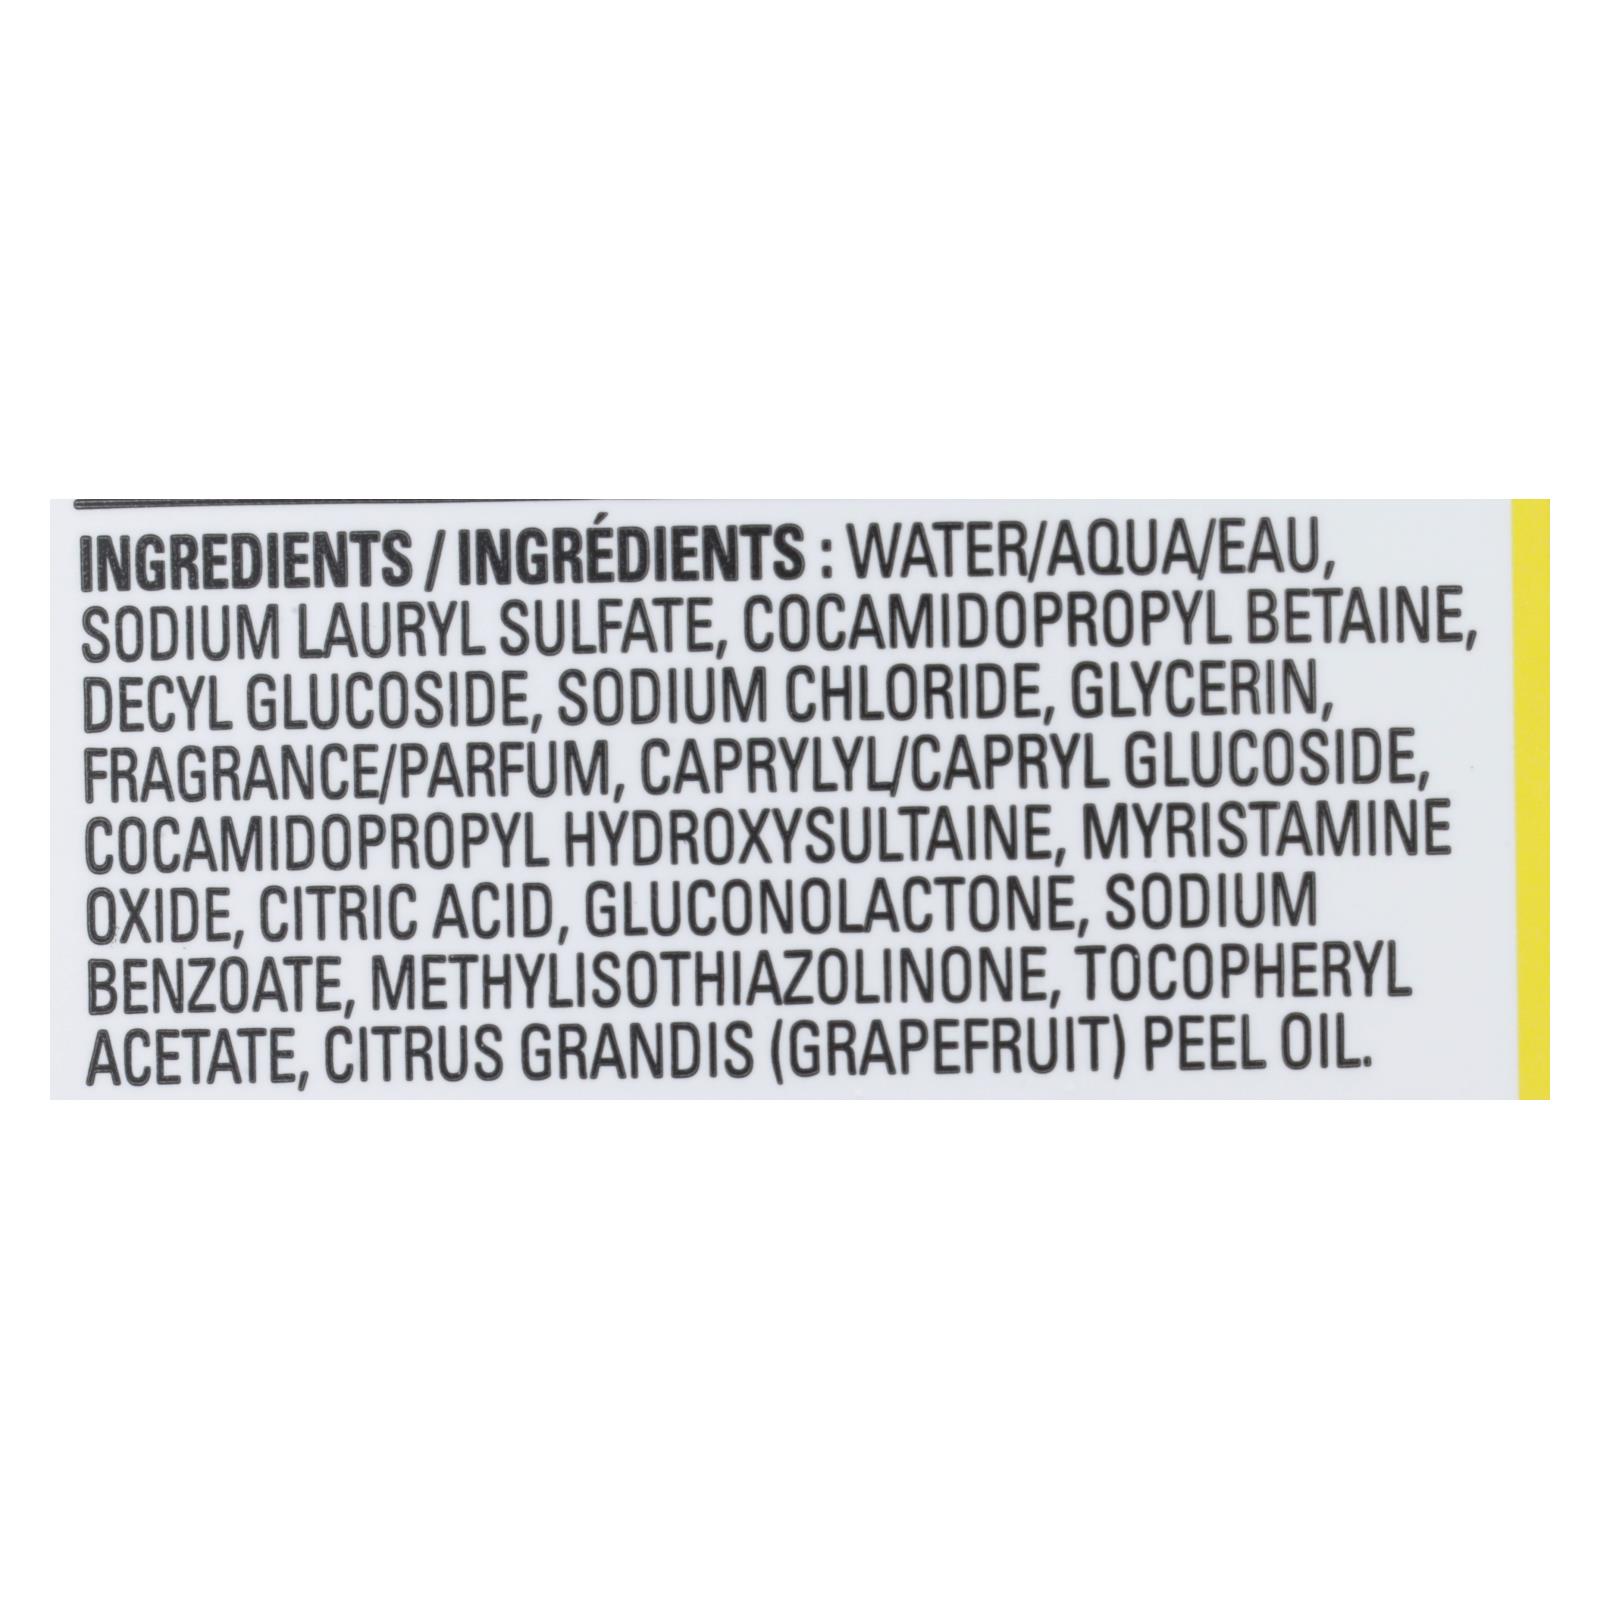 INGREDIENTS / INGRÉDIENTS : WATER/AQUA/EAU,
SODIUM LAURYL SULFATE, COCAMIDOPROPYL BETAINE,
DECYL GLUCOSIDE, SODIUM CHLORIDE, GLYCERIN,
FRAGRANCE/PARFUM, CAPRYLYL/CAPRYL GLUCOSIDE,
COCAMIDOPROPYL HYDROXYSULTAINE, MYRISTAMINE
OXIDE, CITRIC ACID, GLUCONOLACTONE, SODIUM
BENZOATE, METHYLISOTHIAZOLINONE, TOCOPHERYL
ACETATE, CITRUS GRANDIS (GRAPEFRUIT) PEEL OIL.